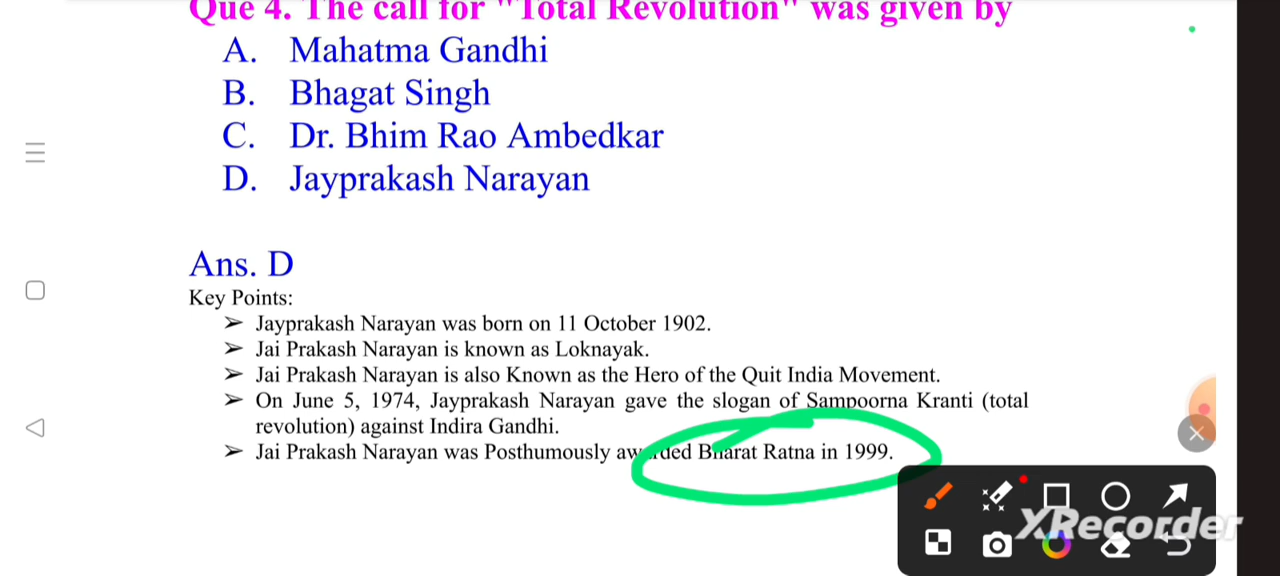 Que 4. The call for "Total Revolution" was given by
A. Mahatma Gandhi
B. Bhagat Singh
C. Dr. Bhim Rao Ambedkar
D. Jayprakash Narayan
Ans. D
Key Points:
➢ Jayprakash Narayan was born on 11 October 1902.
➢ Jai Prakash Narayan is known as Loknayak.
➢ Jai Prakash Narayan is also Known as the Hero of the Quit India Movement.
➢ On June 5, 1974, Jayprakash Narayan gave the slogan of Sampoorna Kranti (total
revolution) against Indira Gandhi.
➢ Jai Prakash Narayan was Posthumously awarded Bharat Ratna in 1999.
XRecorder